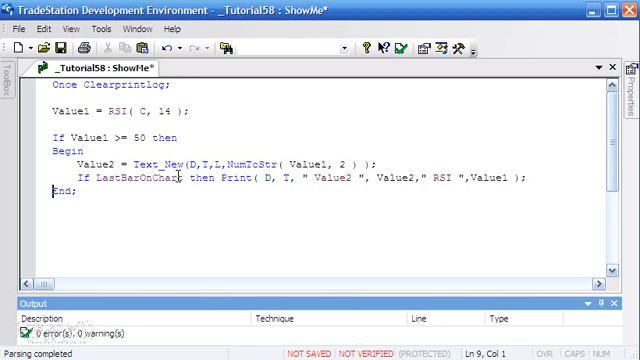 TradeStation Development Environment - [_Tutorial58 : ShowMe*]
File Edit View Tools Window Help
_Tutorial58 : ShowMe*
ToolBox
Properties
Once Clearprintlog;
Value1 = RSI( C, 14 );
If Value1 >= 50 then
Begin
Value2 = Text_New(D,T,L,NumToStr( Value1, 2 ) );
If LastBarOnChart then Print( D, T, " Value2 ", Value2," RSI ",Value1 );
End;
Output
Description Technique Line Type
0 error(s), 0 warning(s)
Parsing completed NOT SAVED NOT VERIFIED (PROTECTED) Ln 9, Col 1 OVR CAP NUM